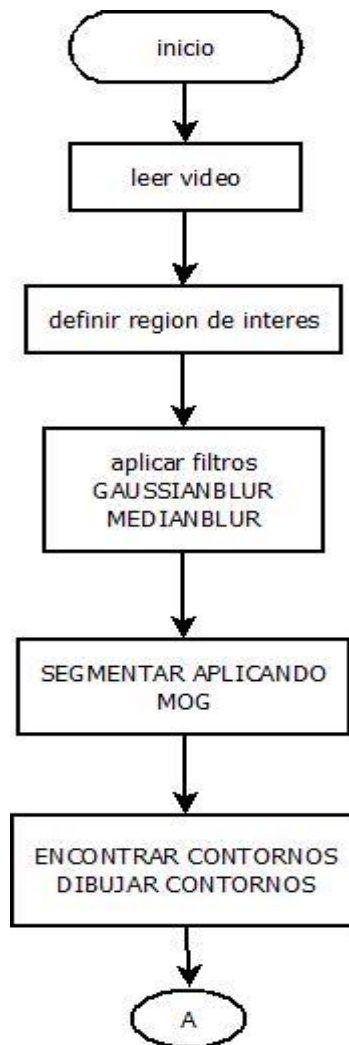 inicio
leer video
definir region de interes
aplicar filtros
GAUSSIANBLUR
MEDIANBLUR
SEGMENTAR APLICANDO
MOG
ENCONTRAR CONTORNOS
DIBUJAR CONTORNOS
A